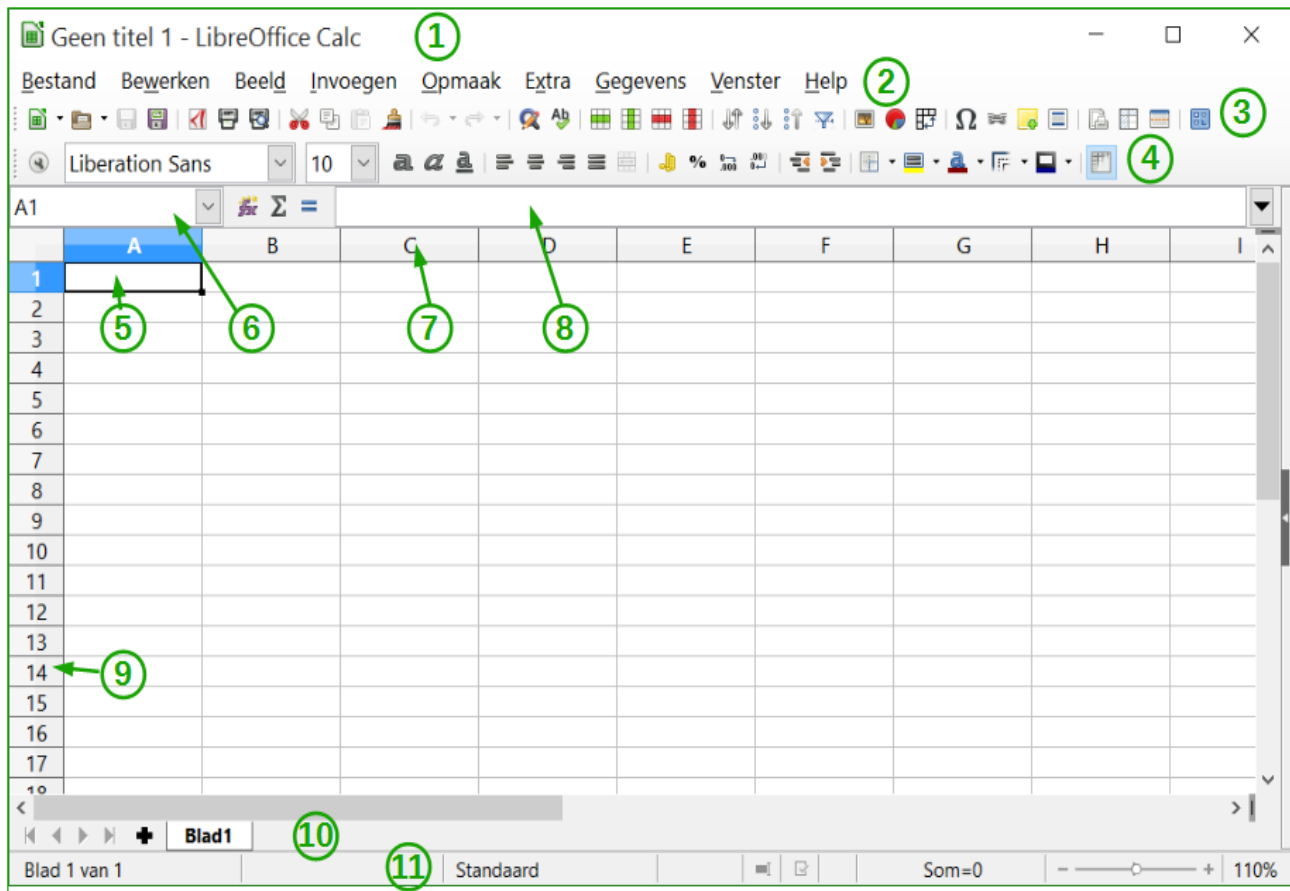 Geen titel 1 - LibreOffice Calc 1
Bestand Bewerken Beeld Invoegen Opmaak Extra Gegevens Venster Help 2
3
Liberation Sans 10 a a a % 4
A1 Σ =
A B C D E F G H I
1
2
3
5 6 7 8
4
5
6
7
8
9
10
11
12
13
14 9
15
16
17
18
Blad1 10
Blad 1 van 1 11 Standaard Som=0 110%